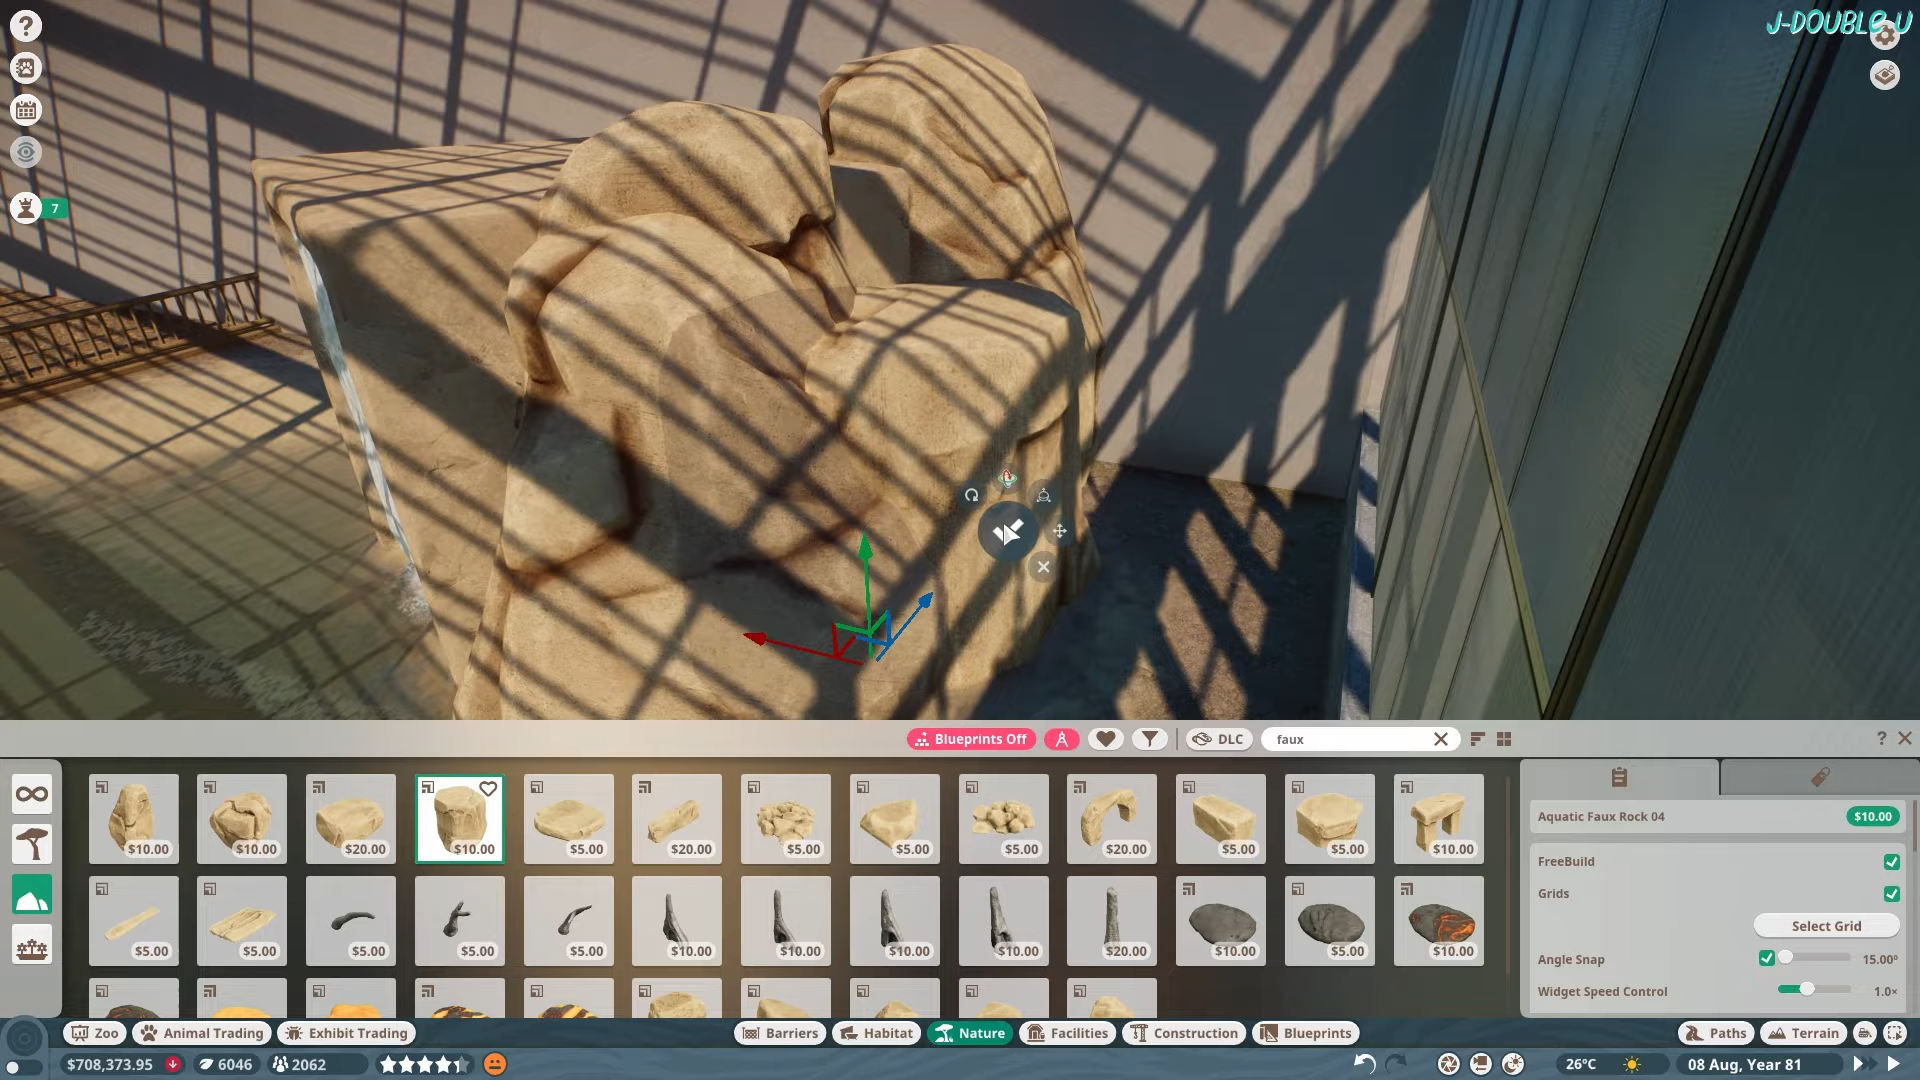 J-DOUBLE U
7
Blueprints Off
DLC
faux
?
$10.00 $10.00 $20.00 $10.00 $5.00 $20.00 $5.00 $5.00 $5.00 $20.00 $5.00 $5.00 $10.00
$5.00 $5.00 $5.00 $5.00 $5.00 $10.00 $10.00 $10.00 $10.00 $20.00 $10.00 $5.00 $10.00
Aquatic Faux Rock 04 $10.00
FreeBuild
Grids
Select Grid
Angle Snap 15.00°
Widget Speed Control 1.0×
Zoo Animal Trading Exhibit Trading Barriers Habitat Nature Facilities Construction Blueprints Paths Terrain
$708,373.95 6046 2062 26°C 08 Aug, Year 81